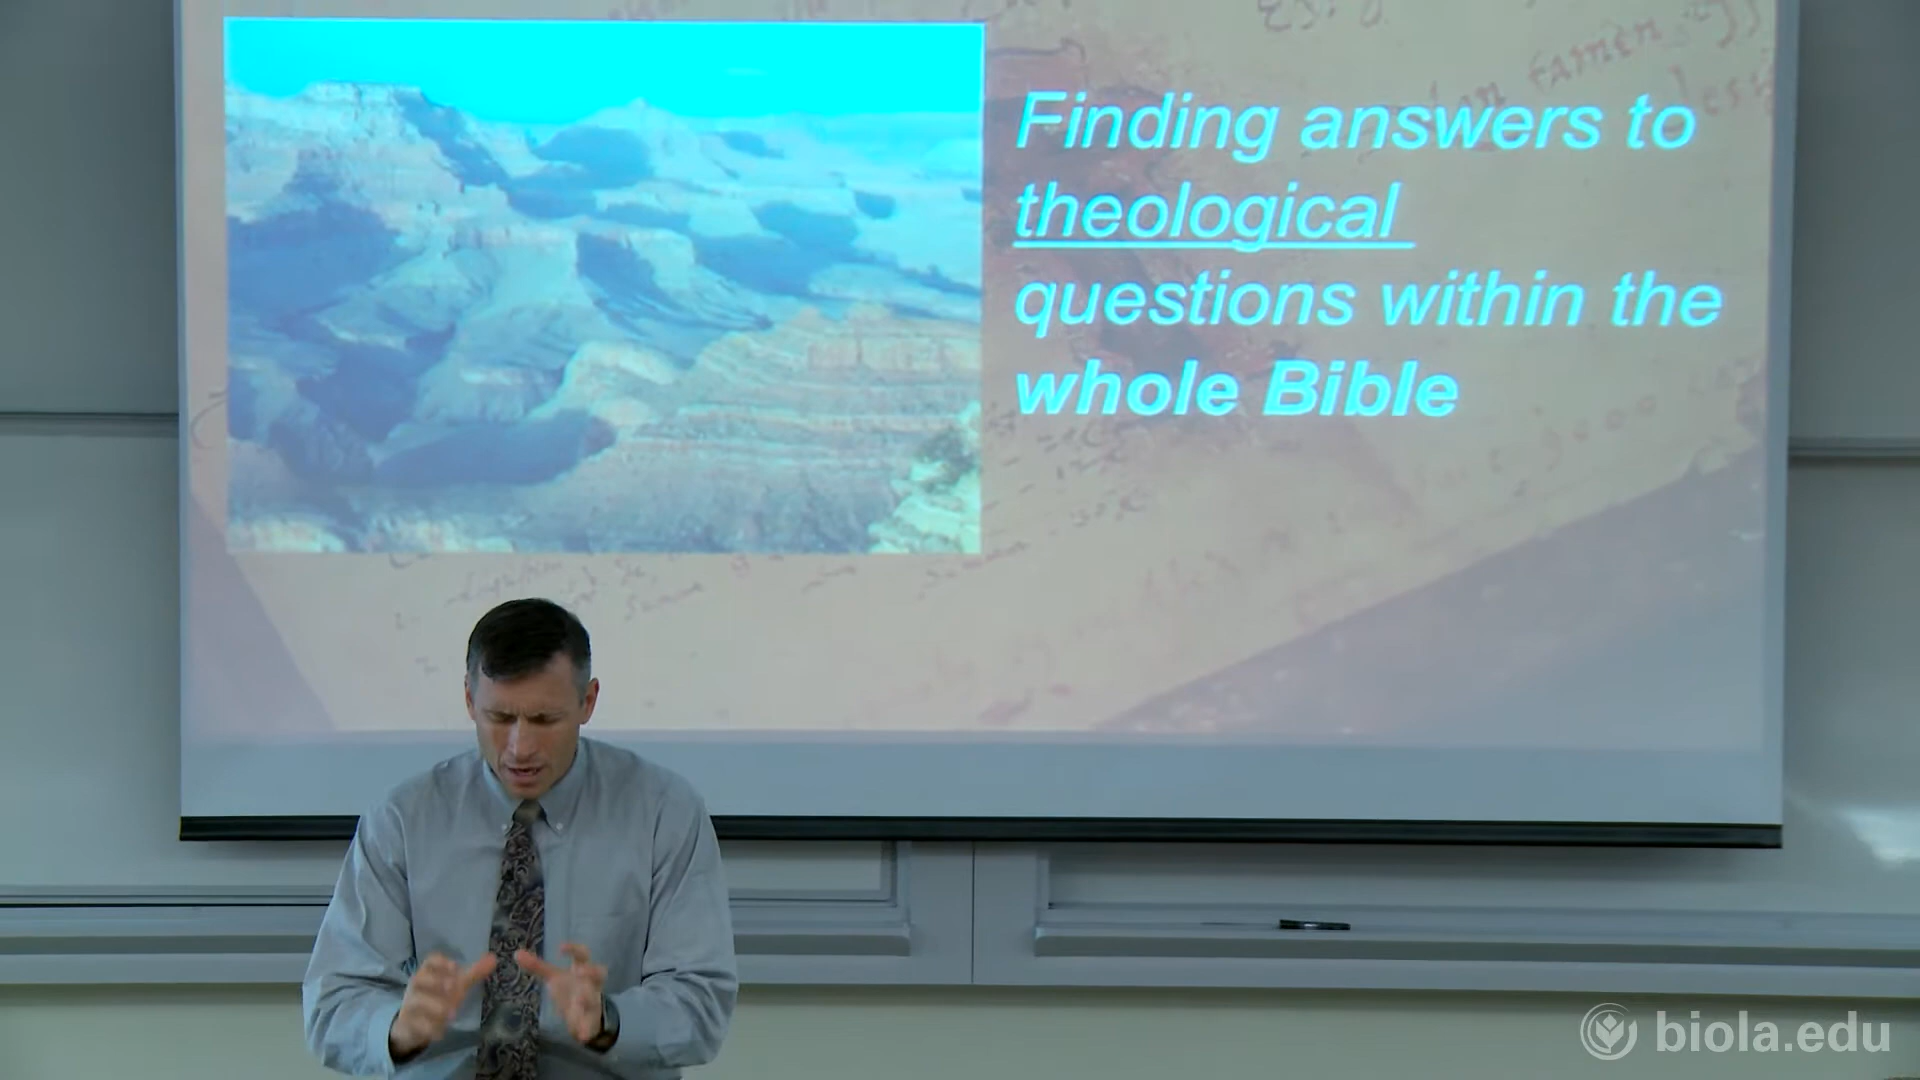 Finding answers to
theological
questions within the
whole Bible
biola.edu